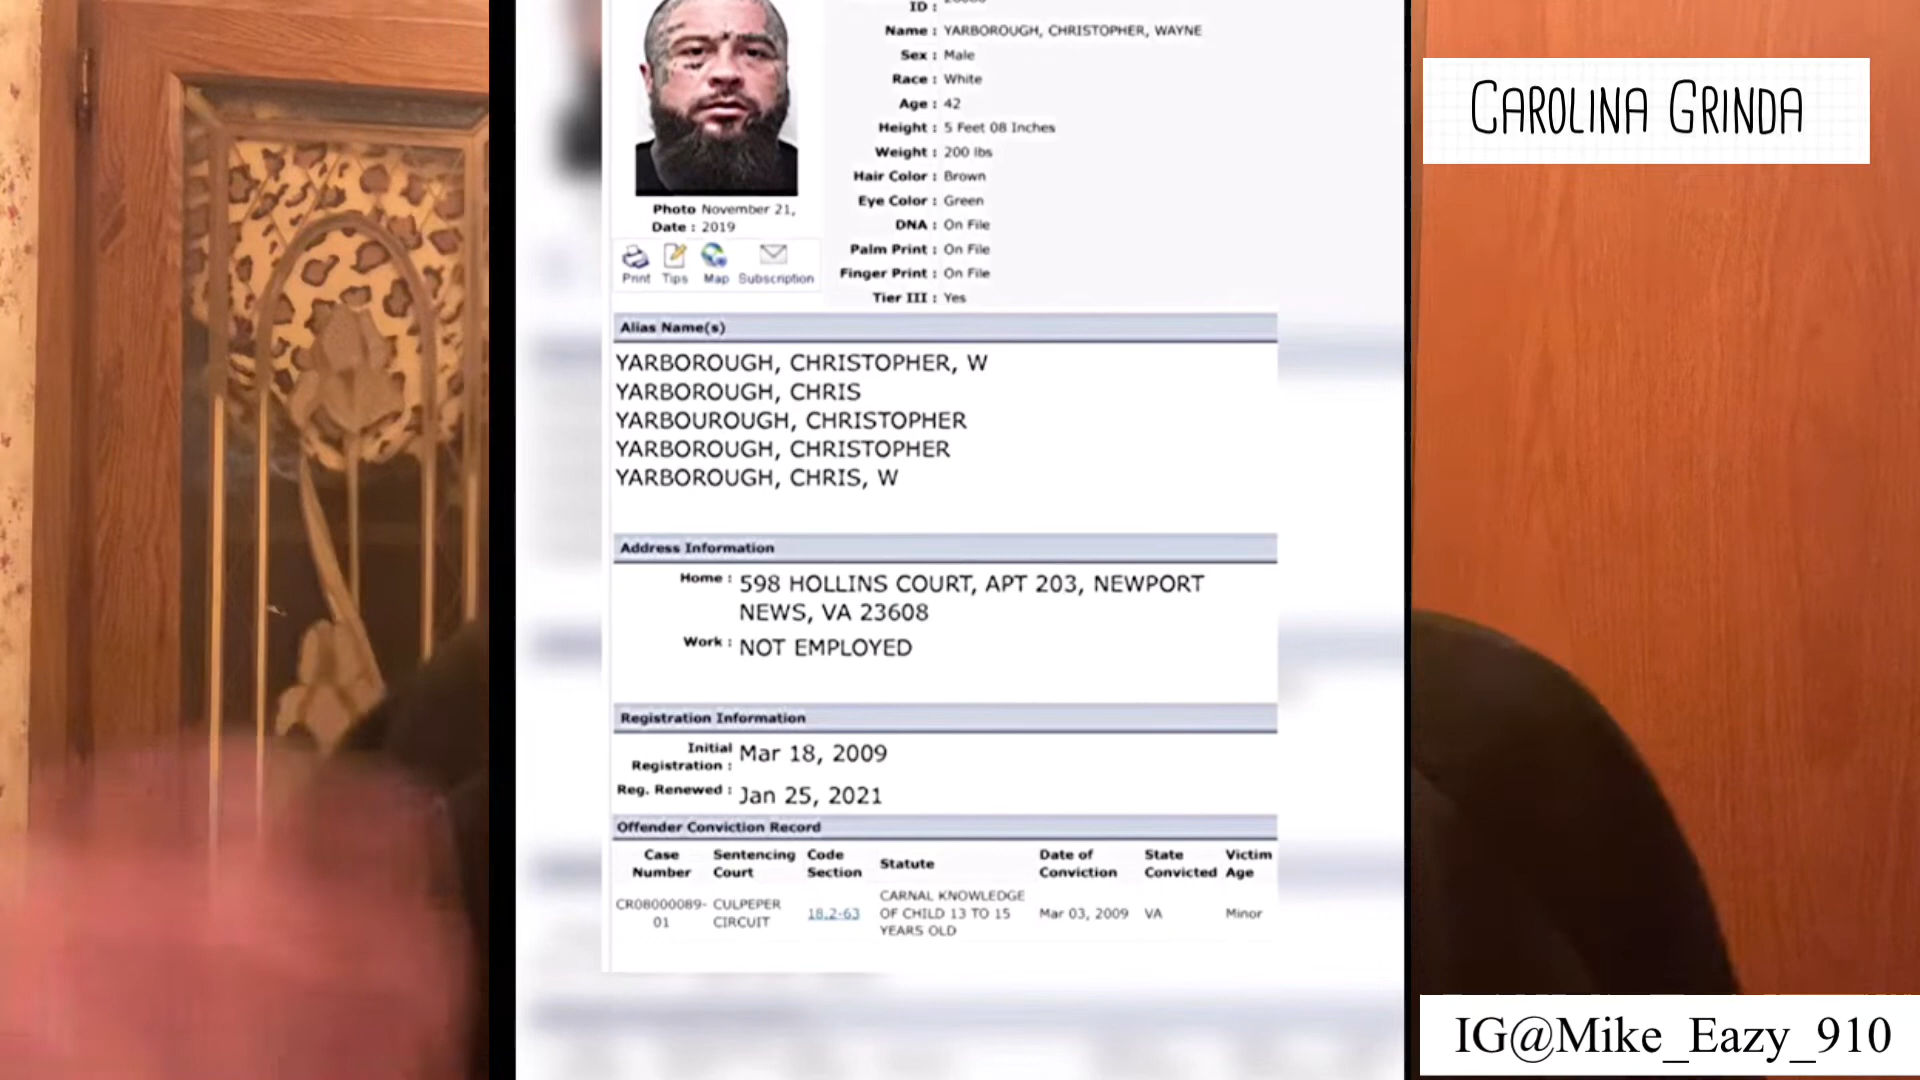 ID :
Name : YARBOROUGH, CHRISTOPHER, WAYNE
Sex : Male
Race : White
Age : 42
Height : 5 Feet 08 Inches
Weight : 200 lbs
Hair Color : Brown
Eye Color : Green
DNA : On File
Palm Print : On File
Finger Print : On File
Tier III : Yes
Photo Date : November 21, 2019
Print Tips Map Subscription
CAROLINA GRINDA
Alias Name(s)
YARBOROUGH, CHRISTOPHER, W
YARBOROUGH, CHRIS
YARBOUROUGH, CHRISTOPHER
YARBOROUGH, CHRISTOPHER
YARBOROUGH, CHRIS, W
Address Information
Home : 598 HOLLINS COURT, APT 203, NEWPORT
NEWS, VA 23608
Work : NOT EMPLOYED
Registration Information
Initial Registration : Mar 18, 2009
Reg. Renewed : Jan 25, 2021
Offender Conviction Record
Case Number Sentencing Court Code Section Statute Date of Conviction State Convicted Victim Age
CR08000089-01 CULPEPER CIRCUIT 18.2-63 CARNAL KNOWLEDGE OF CHILD 13 TO 15 YEARS OLD Mar 03, 2009 VA Minor
IG@Mike_Eazy_910